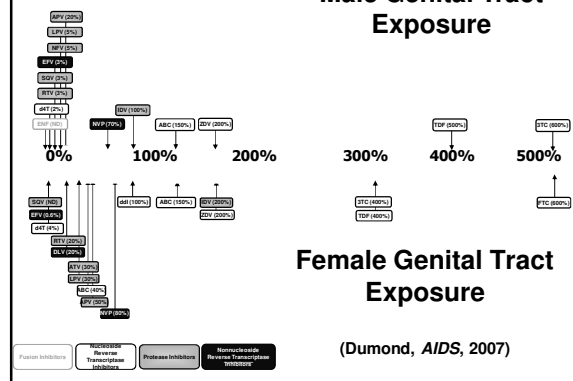 Male Genital Tract
Exposure
APV (20%)
LPV (5%)
NFV (5%)
EFV (3%)
SQV (3%)
RTV (3%)
d4T (2%)
ENF (ND)
NVP (70%)
IDV (100%)
ABC (150%)
ZDV (200%)
TDF (500%)
3TC (600%)
0%
100%
200%
300%
400%
500%
SQV (ND)
EFV (0.6%)
d4T (4%)
RTV (20%)
DLV (20%)
ATV (30%)
LPV (30%)
ABC (40%)
APV (50%)
NVP (80%)
ddI (100%)
ABC (150%)
IDV (200%)
ZDV (200%)
3TC (400%)
TDF (400%)
FTC (600%)
Female Genital Tract
Exposure
(Dumond, AIDS, 2007)
Fusion Inhibitors
Nucleoside
Reverse
Transcriptase
Inhibitors
Protease Inhibitors
Nonnucleoside
Reverse Transcriptase
Inhibitors